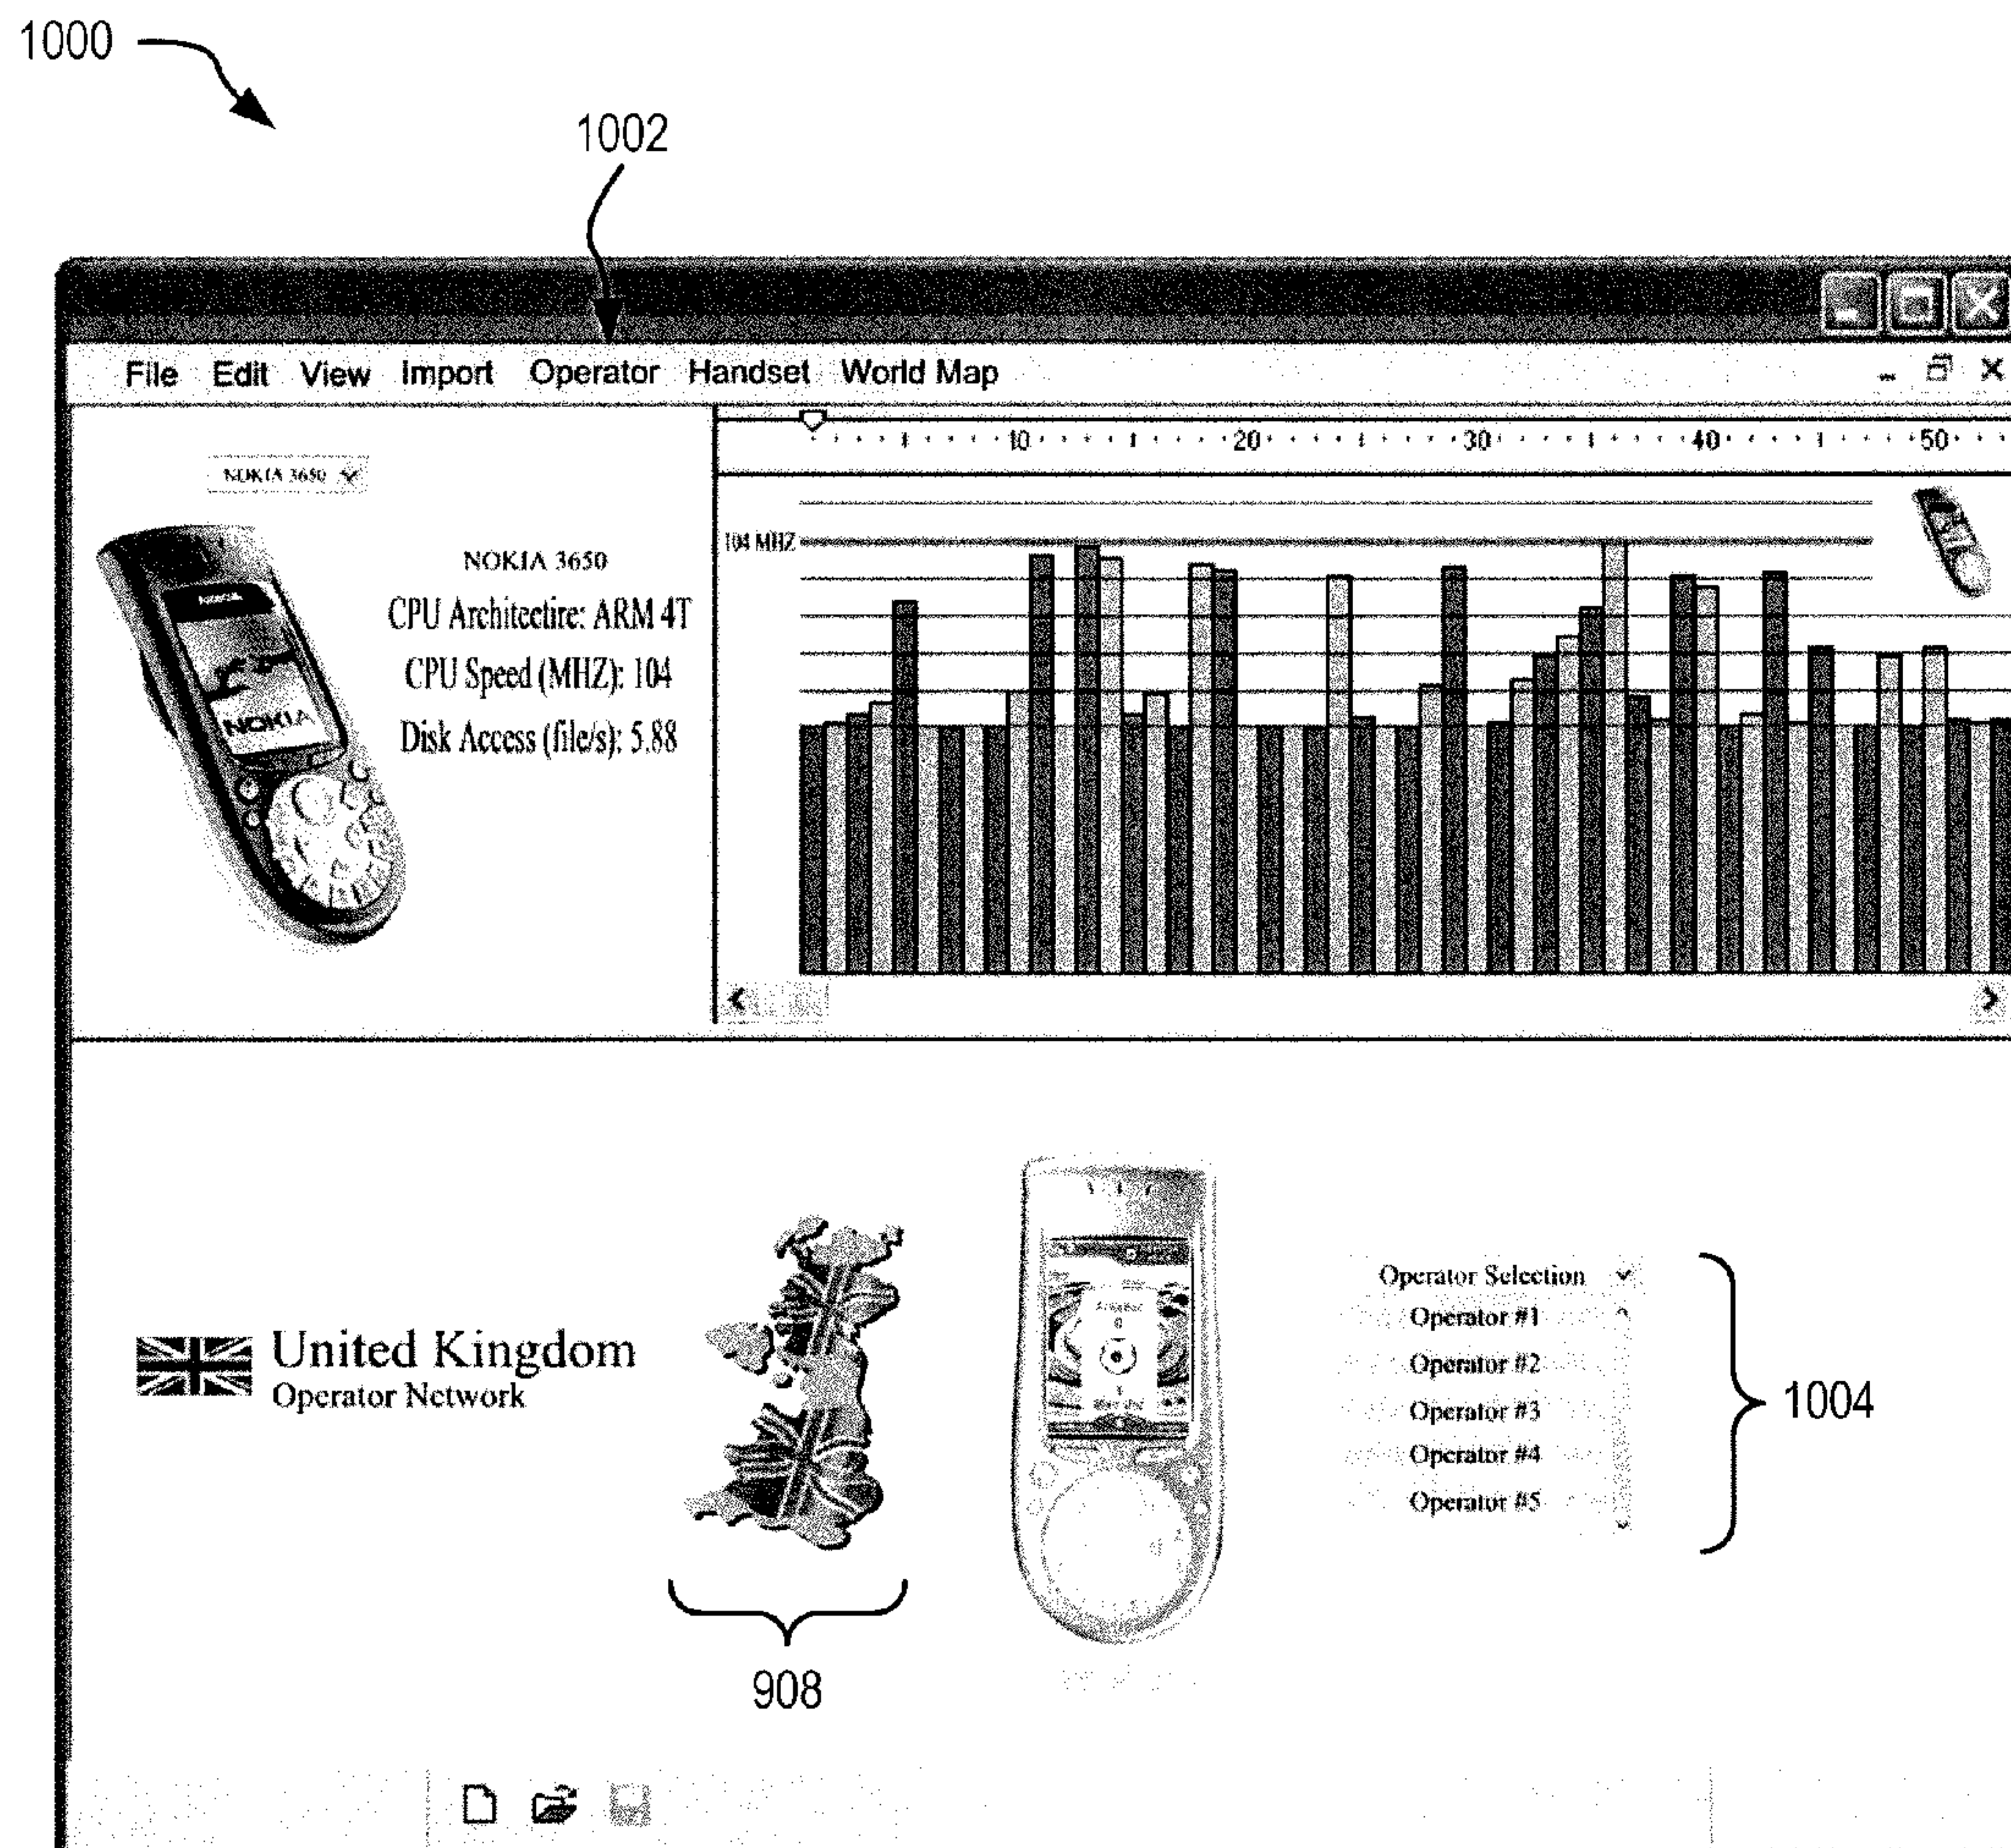 1000
1002
File Edit View Import Operator Handset World Map
10 20 30 40 50
NOKIA 3650
104 MHZ
NOKIA 3650
CPU Architectire: ARM 4T
CPU Speed (MHZ): 104
Disk Access (file/s): 5.88
NOKIA
Operator Selection
Operator #1
Operator #2
Operator #3
Operator #4
Operator #5
1004
United Kingdom
Operator Network
908